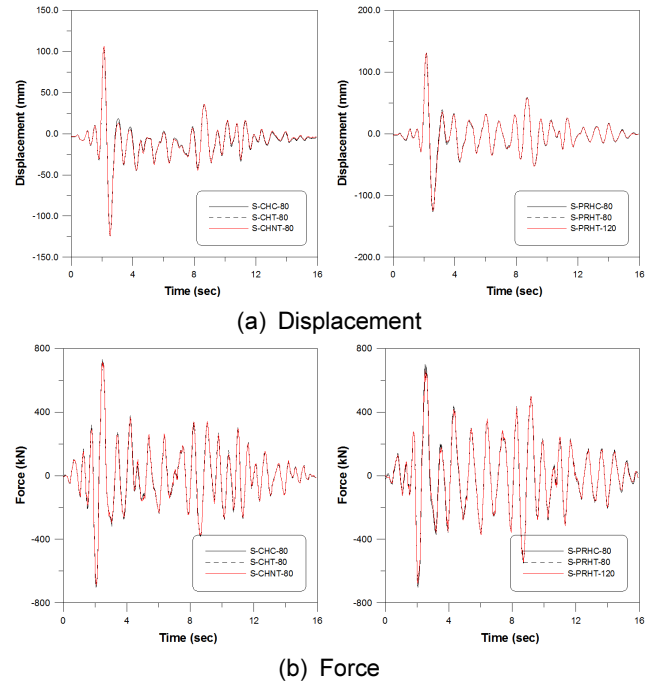 150.0
100.0
50.0
0.0
-50.0
-100.0
-150.0
Displacement (mm)
S-CHC-80
S-CHT-80
S-CHNT-80
0 4 8 12 16
Time (sec)
200.0
100.0
0.0
-100.0
-200.0
Displacement (mm)
S-PRHC-80
S-PRHT-80
S-PRHT-120
0 4 8 12 16
Time (sec)
(a) Displacement
800
400
0
-400
-800
Force (kN)
S-CHC-80
S-CHT-80
S-CHNT-80
0 4 8 12 16
Time (sec)
800
400
0
-400
-800
Force (kN)
S-PRHC-80
S-PRHT-80
S-PRHT-120
0 4 8 12 16
Time (sec)
(b) Force